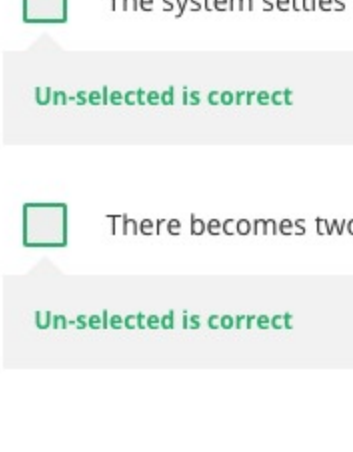 The system settles
Un-selected is correct
There becomes two
Un-selected is correct